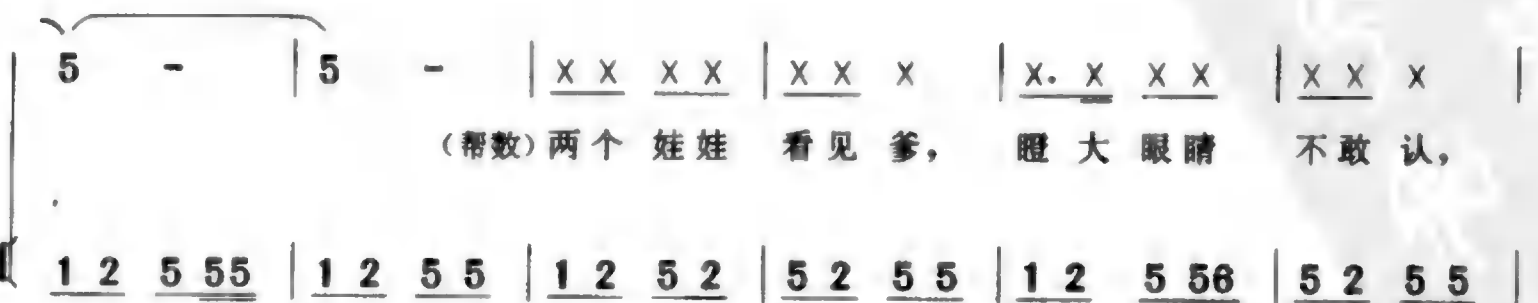 5 - | 5 - | X X X X | X X X | X. X X X | X X X |
(帮数)两个 娃娃 看见 爹, 瞪大 眼睛 不敢 认,
1 2 5 55 | 1 2 5 5 | 1 2 5 2 | 5 2 5 5 | 1 2 5 56 | 5 2 5 5 |